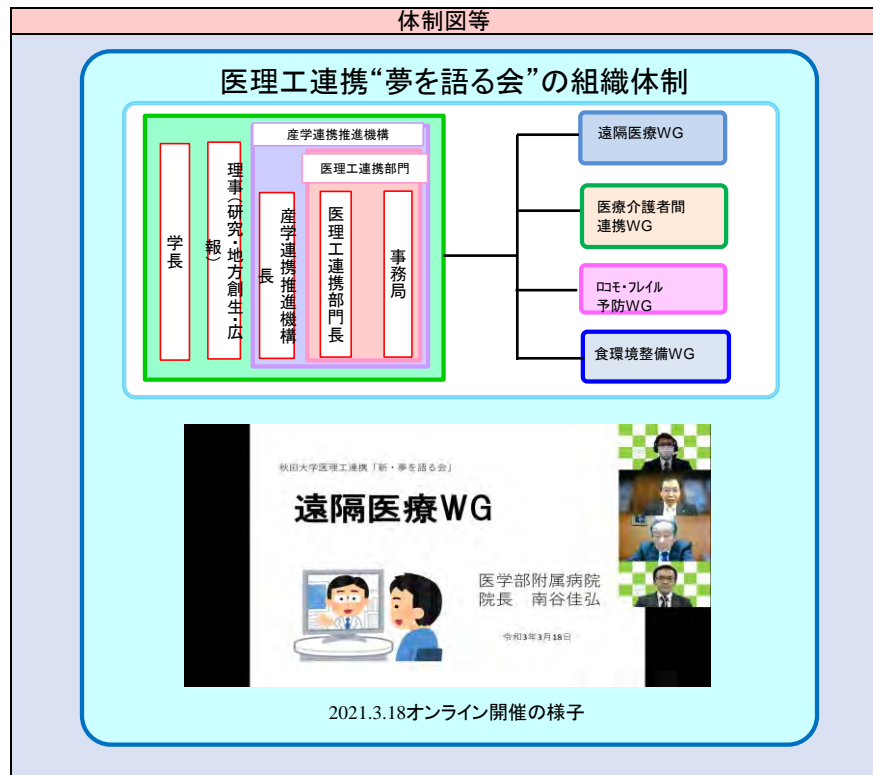 体制図等
医理工連携“夢を語る会”の組織体制
産学連携推進機構
医理工連携部門
学長
理事(研究・地方創生・広
報)
産学連携推進機構
長
医理工連携部門長
事務局
遠隔医療WG
医療介護者間
連携WG
ロコモ・フレイル
予防WG
食環境整備WG
秋田大学医理工連携「新・夢を語る会」
遠隔医療WG
医学部附属病院
院長 南谷佳弘
令和3年3月18日
2021.3.18オンライン開催の様子